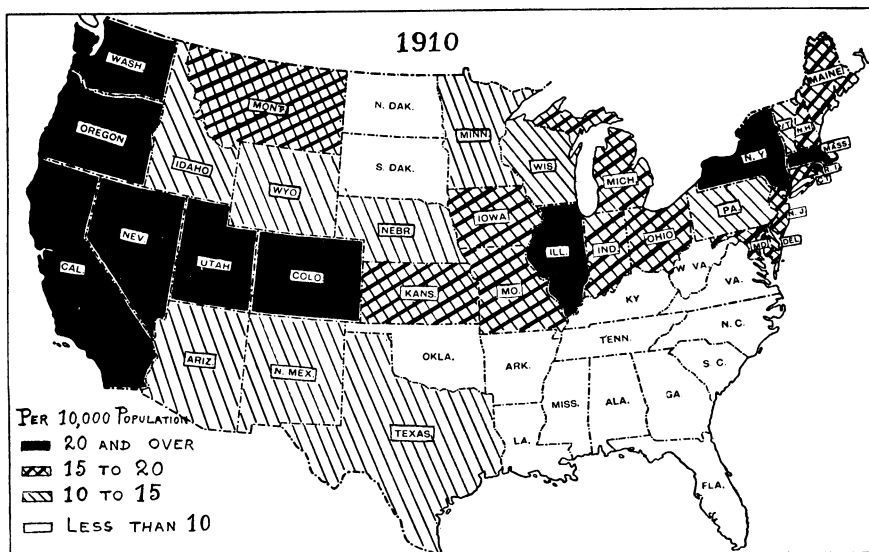 1910
WASH
MONT.
N. DAK.
MINN
MAINE
OREGON
IDAHO
S. DAK.
WIS
VT.
N.H.
N. Y.
MASS.
WYO
MICH
R. I.
CT.
IOWA
NEBR
PA
N. J.
NEV.
UTAH
ILL.
IND.
OHIO
MD.
DEL.
CAL.
COLO
KANS.
MO.
W. VA.
VA.
KY
N. C.
TENN.
ARIZ
N. MEX.
OKLA.
ARK.
S. C.
MISS.
ALA.
GA
TEXAS
LA.
FLA.
PER 10,000 POPULATION
20 AND OVER
15 TO 20
10 TO 15
LESS THAN 10